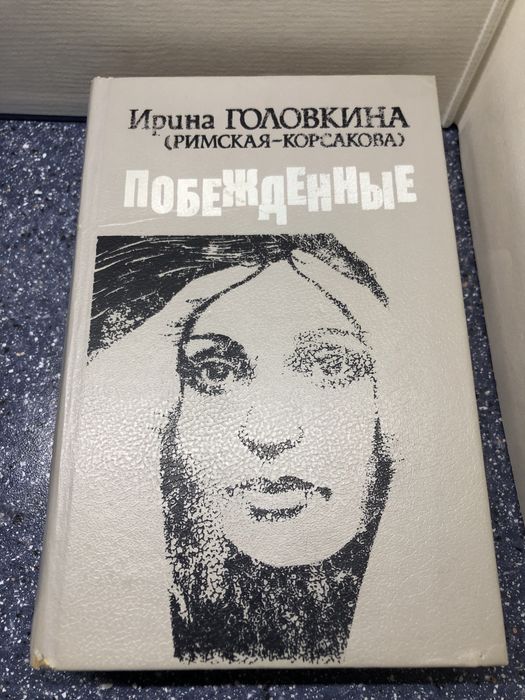 Ирина ГОЛОВКИНА
(РИМСКАЯ-КОРСАКОВА)
ПОБЕЖДЕННЫЕ